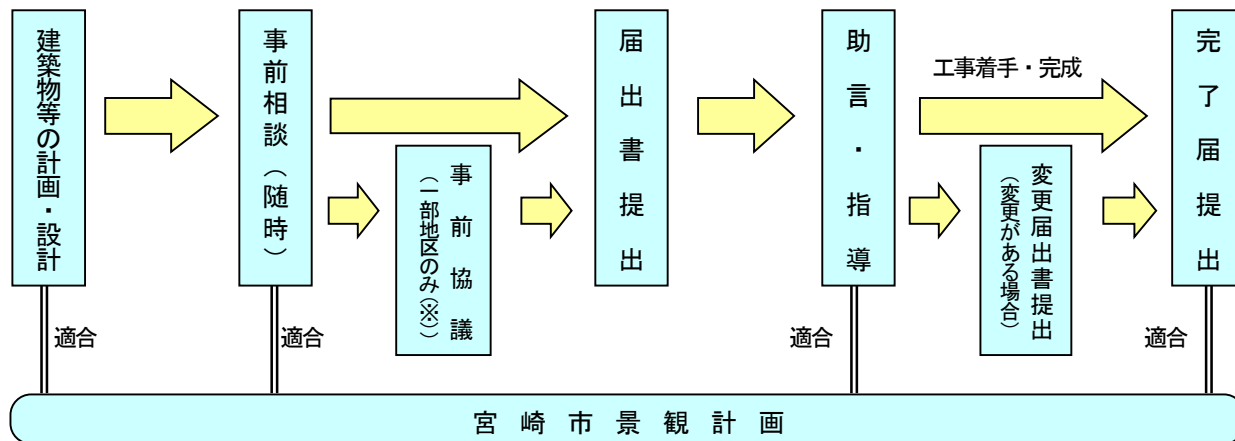 建築物等の計画・設計
事前相談（随時）
事前協議
（一部地区のみ(※)）
届出書提出
助言・指導
工事着手・完成
変更届出書提出
（変更がある場合）
完了届提出
適合
適合
適合
適合
宮崎市景観計画